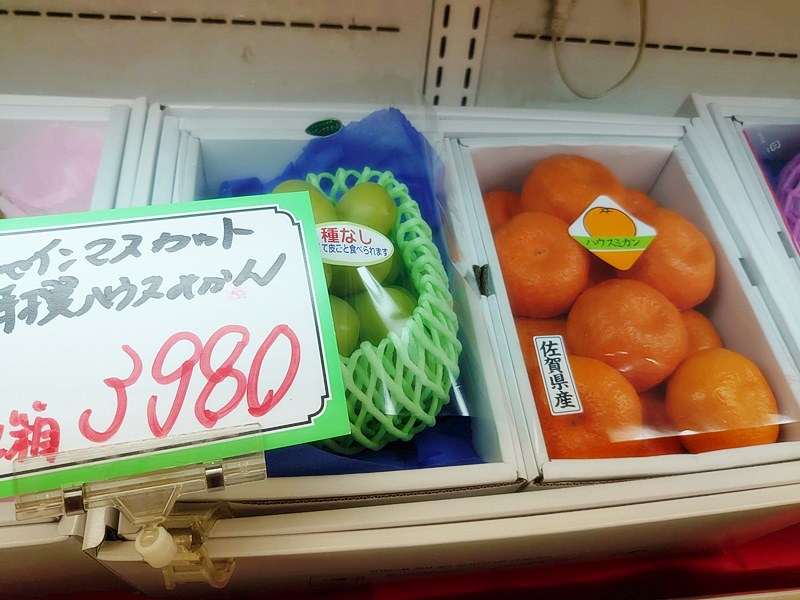 インマスカット
ハウスみかん
箱 3980
種なし
て皮ごと食べられます
ハウスミカン
佐賀県産